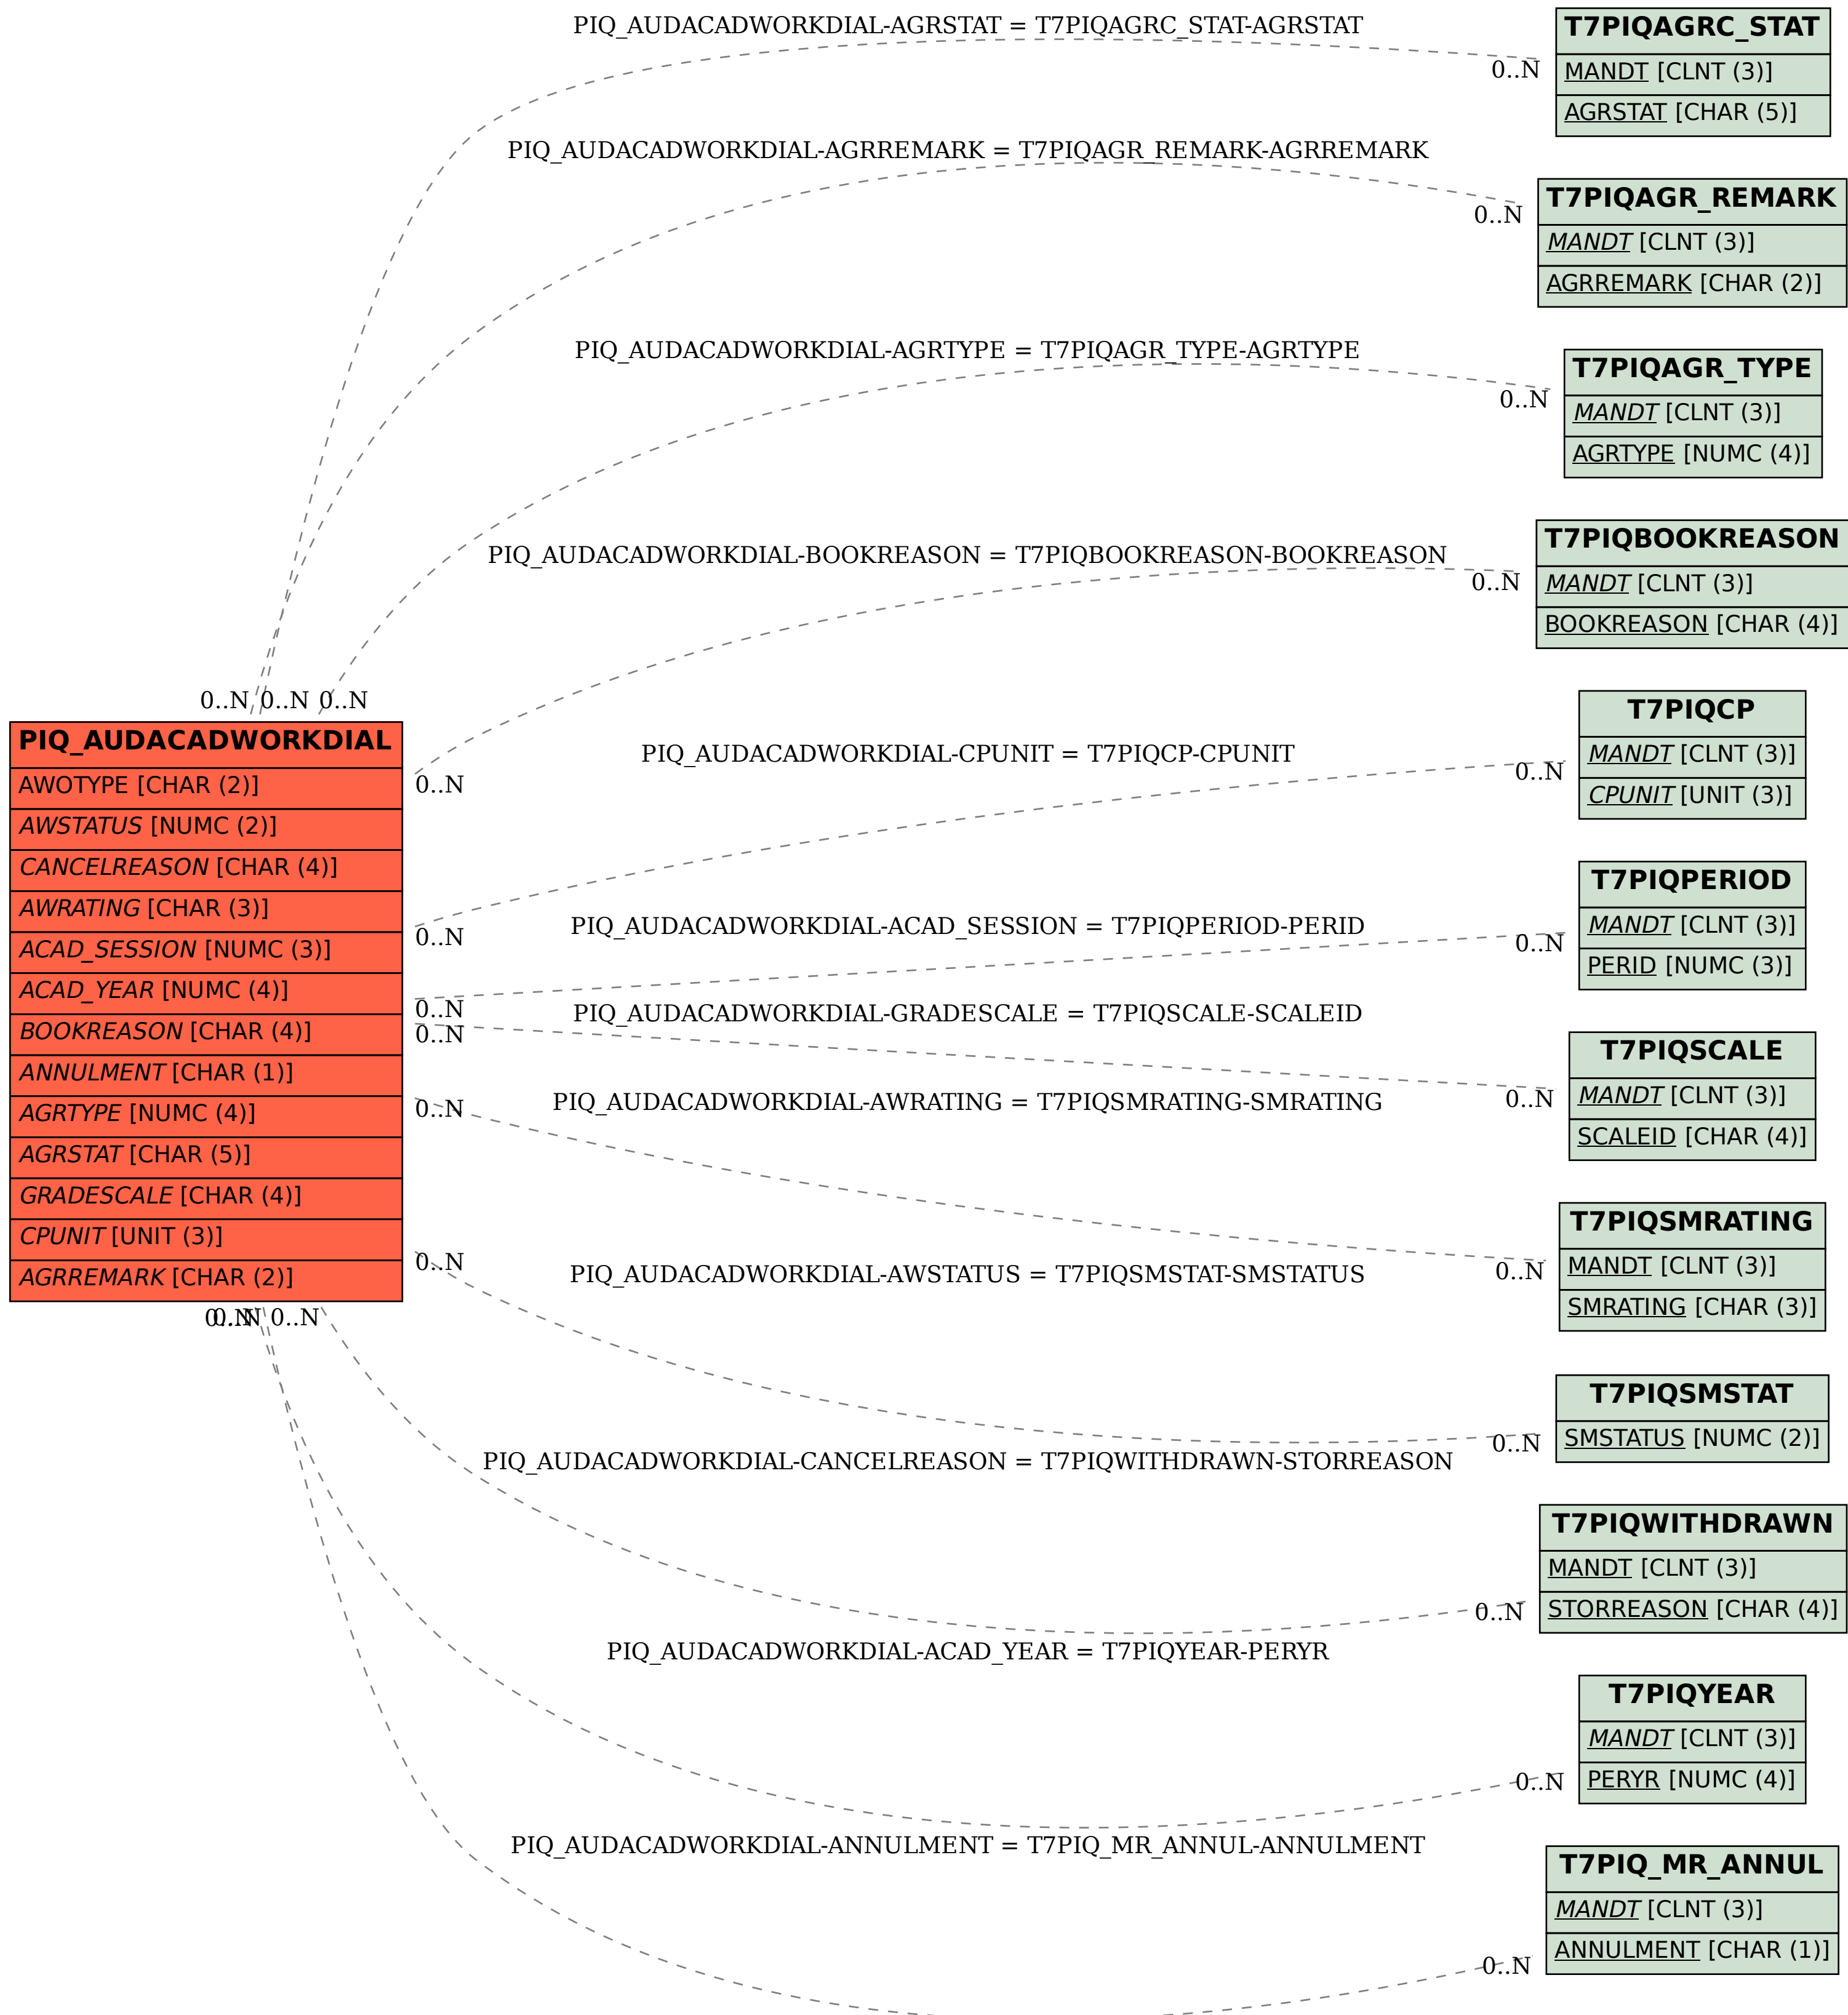 PIQ_AUDACADWORKDIAL-AGRSTAT = T7PIQAGRC_STAT-AGRSTAT
0..N
T7PIQAGRC_STAT
MANDT [CLNT (3)]
AGRSTAT [CHAR (5)]
PIQ_AUDACADWORKDIAL-AGRREMARK = T7PIQAGR_REMARK-AGRREMARK
0..N
T7PIQAGR_REMARK
MANDT [CLNT (3)]
AGRREMARK [CHAR (2)]
PIQ_AUDACADWORKDIAL-AGRTYPE = T7PIQAGR_TYPE-AGRTYPE
0..N
T7PIQAGR_TYPE
MANDT [CLNT (3)]
AGRTYPE [NUMC (4)]
PIQ_AUDACADWORKDIAL-BOOKREASON = T7PIQBOOKREASON-BOOKREASON
0..N
T7PIQBOOKREASON
MANDT [CLNT (3)]
BOOKREASON [CHAR (4)]
0..N 0..N 0..N
PIQ_AUDACADWORKDIAL
AWOTYPE [CHAR (2)]
AWSTATUS [NUMC (2)]
CANCELREASON [CHAR (4)]
AWRATING [CHAR (3)]
ACAD_SESSION [NUMC (3)]
ACAD_YEAR [NUMC (4)]
BOOKREASON [CHAR (4)]
ANNULMENT [CHAR (1)]
AGRTYPE [NUMC (4)]
AGRSTAT [CHAR (5)]
GRADESCALE [CHAR (4)]
CPUNIT [UNIT (3)]
AGRREMARK [CHAR (2)]
0..N
0..N
0..N
0..N
0..N
0..N
0..N 0..N 0..N
PIQ_AUDACADWORKDIAL-CPUNIT = T7PIQCP-CPUNIT
0..N
T7PIQCP
MANDT [CLNT (3)]
CPUNIT [UNIT (3)]
PIQ_AUDACADWORKDIAL-ACAD_SESSION = T7PIQPERIOD-PERID
0..N
T7PIQPERIOD
MANDT [CLNT (3)]
PERID [NUMC (3)]
PIQ_AUDACADWORKDIAL-GRADESCALE = T7PIQSCALE-SCALEID
0..N
T7PIQSCALE
MANDT [CLNT (3)]
SCALEID [CHAR (4)]
PIQ_AUDACADWORKDIAL-AWRATING = T7PIQSMRATING-SMRATING
0..N
T7PIQSMRATING
MANDT [CLNT (3)]
SMRATING [CHAR (3)]
PIQ_AUDACADWORKDIAL-AWSTATUS = T7PIQSMSTAT-SMSTATUS
0..N
T7PIQSMSTAT
SMSTATUS [NUMC (2)]
PIQ_AUDACADWORKDIAL-CANCELREASON = T7PIQWITHDRAWN-STORREASON
0..N
T7PIQWITHDRAWN
MANDT [CLNT (3)]
STORREASON [CHAR (4)]
PIQ_AUDACADWORKDIAL-ACAD_YEAR = T7PIQYEAR-PERYR
0..N
T7PIQYEAR
MANDT [CLNT (3)]
PERYR [NUMC (4)]
PIQ_AUDACADWORKDIAL-ANNULMENT = T7PIQ_MR_ANNUL-ANNULMENT
0..N
T7PIQ_MR_ANNUL
MANDT [CLNT (3)]
ANNULMENT [CHAR (1)]